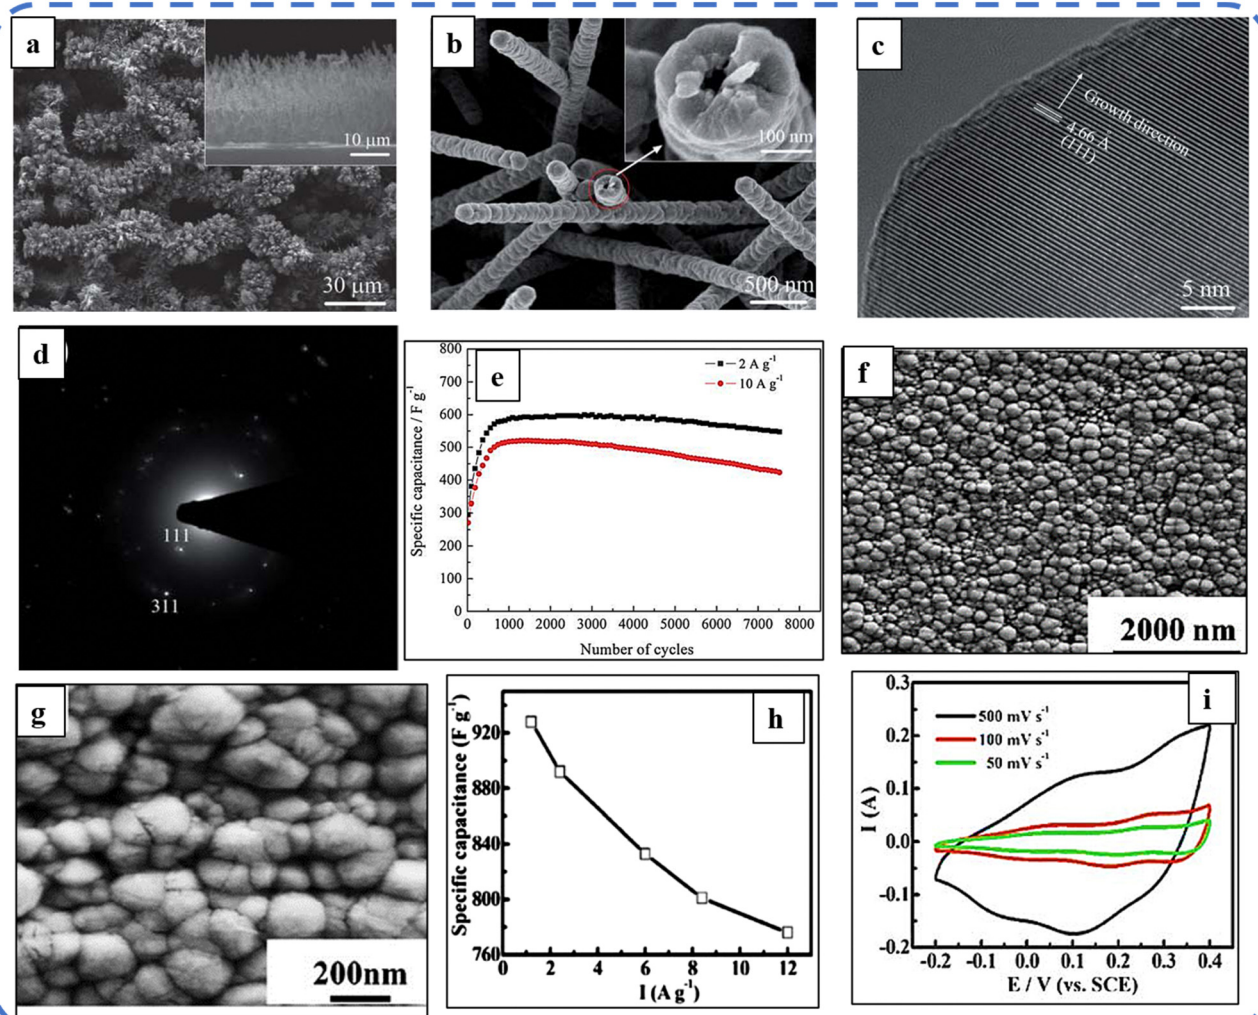 a
10 μm
30 μm
b
100 nm
500 nm
c
Growth direction
4.66 Å
(111)
5 nm
d
111
311
e
2 A g⁻¹
10 A g⁻¹
800
700
600
500
400
300
200
100
0
Specific capacitance / F g⁻¹
0 1000 2000 3000 4000 5000 6000 7000 8000
Number of cycles
f
2000 nm
g
200nm
h
920
880
840
800
760
Specific capacitance (F g⁻¹)
0 2 4 6 8 10 12
I (A g⁻¹)
i
500 mV s⁻¹
100 mV s⁻¹
50 mV s⁻¹
0.3
0.2
0.1
0.0
-0.1
-0.2
I (A)
-0.2 -0.1 0.0 0.1 0.2 0.3 0.4
E / V (vs. SCE)